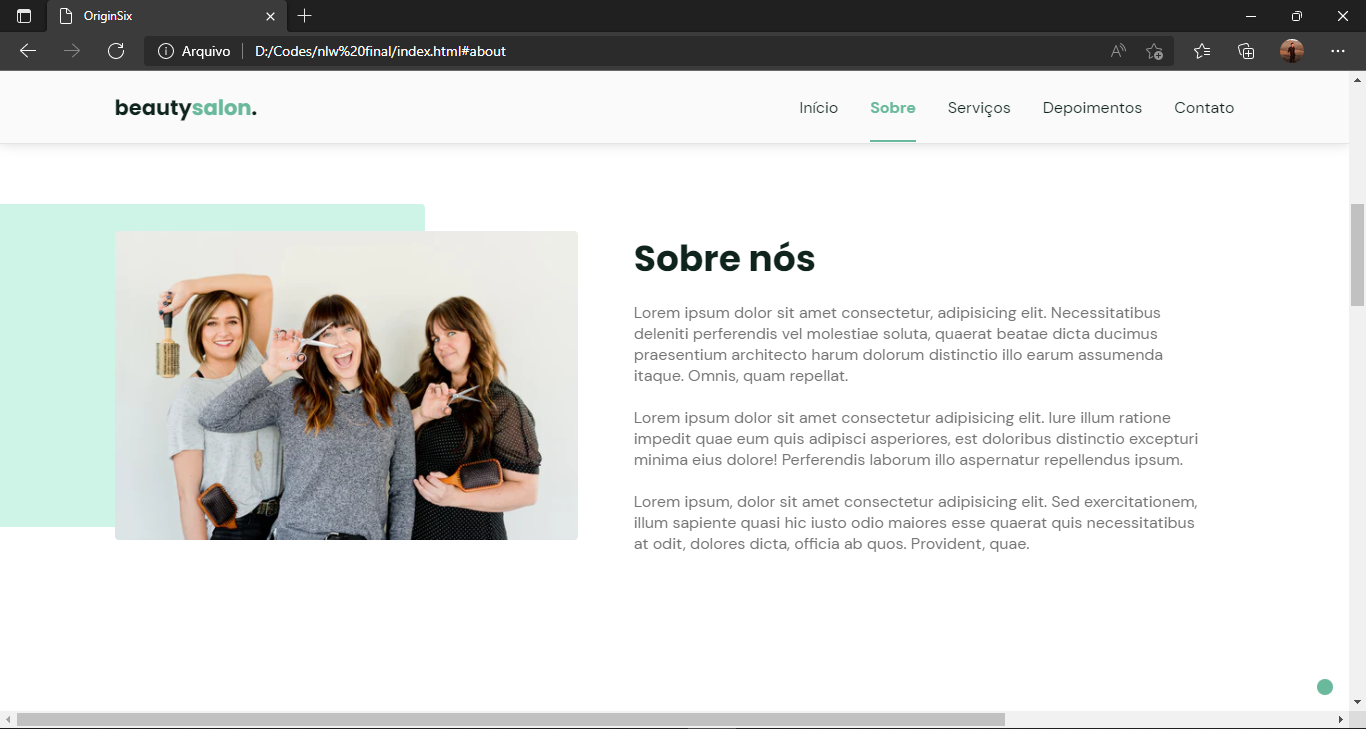 OriginSix
Arquivo
D:/Codes/nlw%20final/index.html#about
beautysalon.
Início Sobre Serviços Depoimentos Contato
Sobre nós
Lorem ipsum dolor sit amet consectetur, adipisicing elit. Necessitatibus
deleniti perferendis vel molestiae soluta, quaerat beatae dicta ducimus
praesentium architecto harum dolorum distinctio illo earum assumenda
itaque. Omnis, quam repellat.
Lorem ipsum dolor sit amet consectetur adipisicing elit. Iure illum ratione
impedit quae eum quis adipisci asperiores, est doloribus distinctio excepturi
minima eius dolore! Perferendis laborum illo aspernatur repellendus ipsum.
Lorem ipsum, dolor sit amet consectetur adipisicing elit. Sed exercitationem,
illum sapiente quasi hic iusto odio maiores esse quaerat quis necessitatibus
at odit, dolores dicta, officia ab quos. Provident, quae.